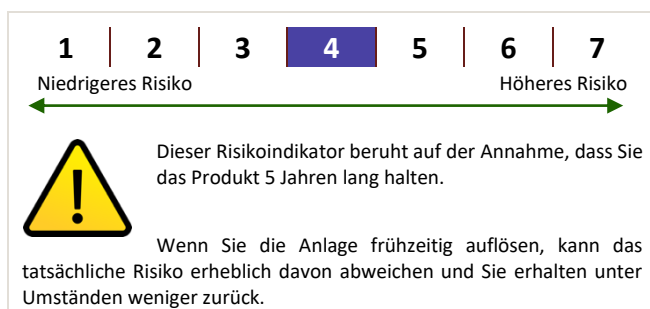 1 2 3 4 5 6 7
Niedrigeres Risiko Höheres Risiko
Dieser Risikoindikator beruht auf der Annahme, dass Sie
das Produkt 5 Jahren lang halten.
Wenn Sie die Anlage frühzeitig auflösen, kann das
tatsächliche Risiko erheblich davon abweichen und Sie erhalten unter
Umständen weniger zurück.